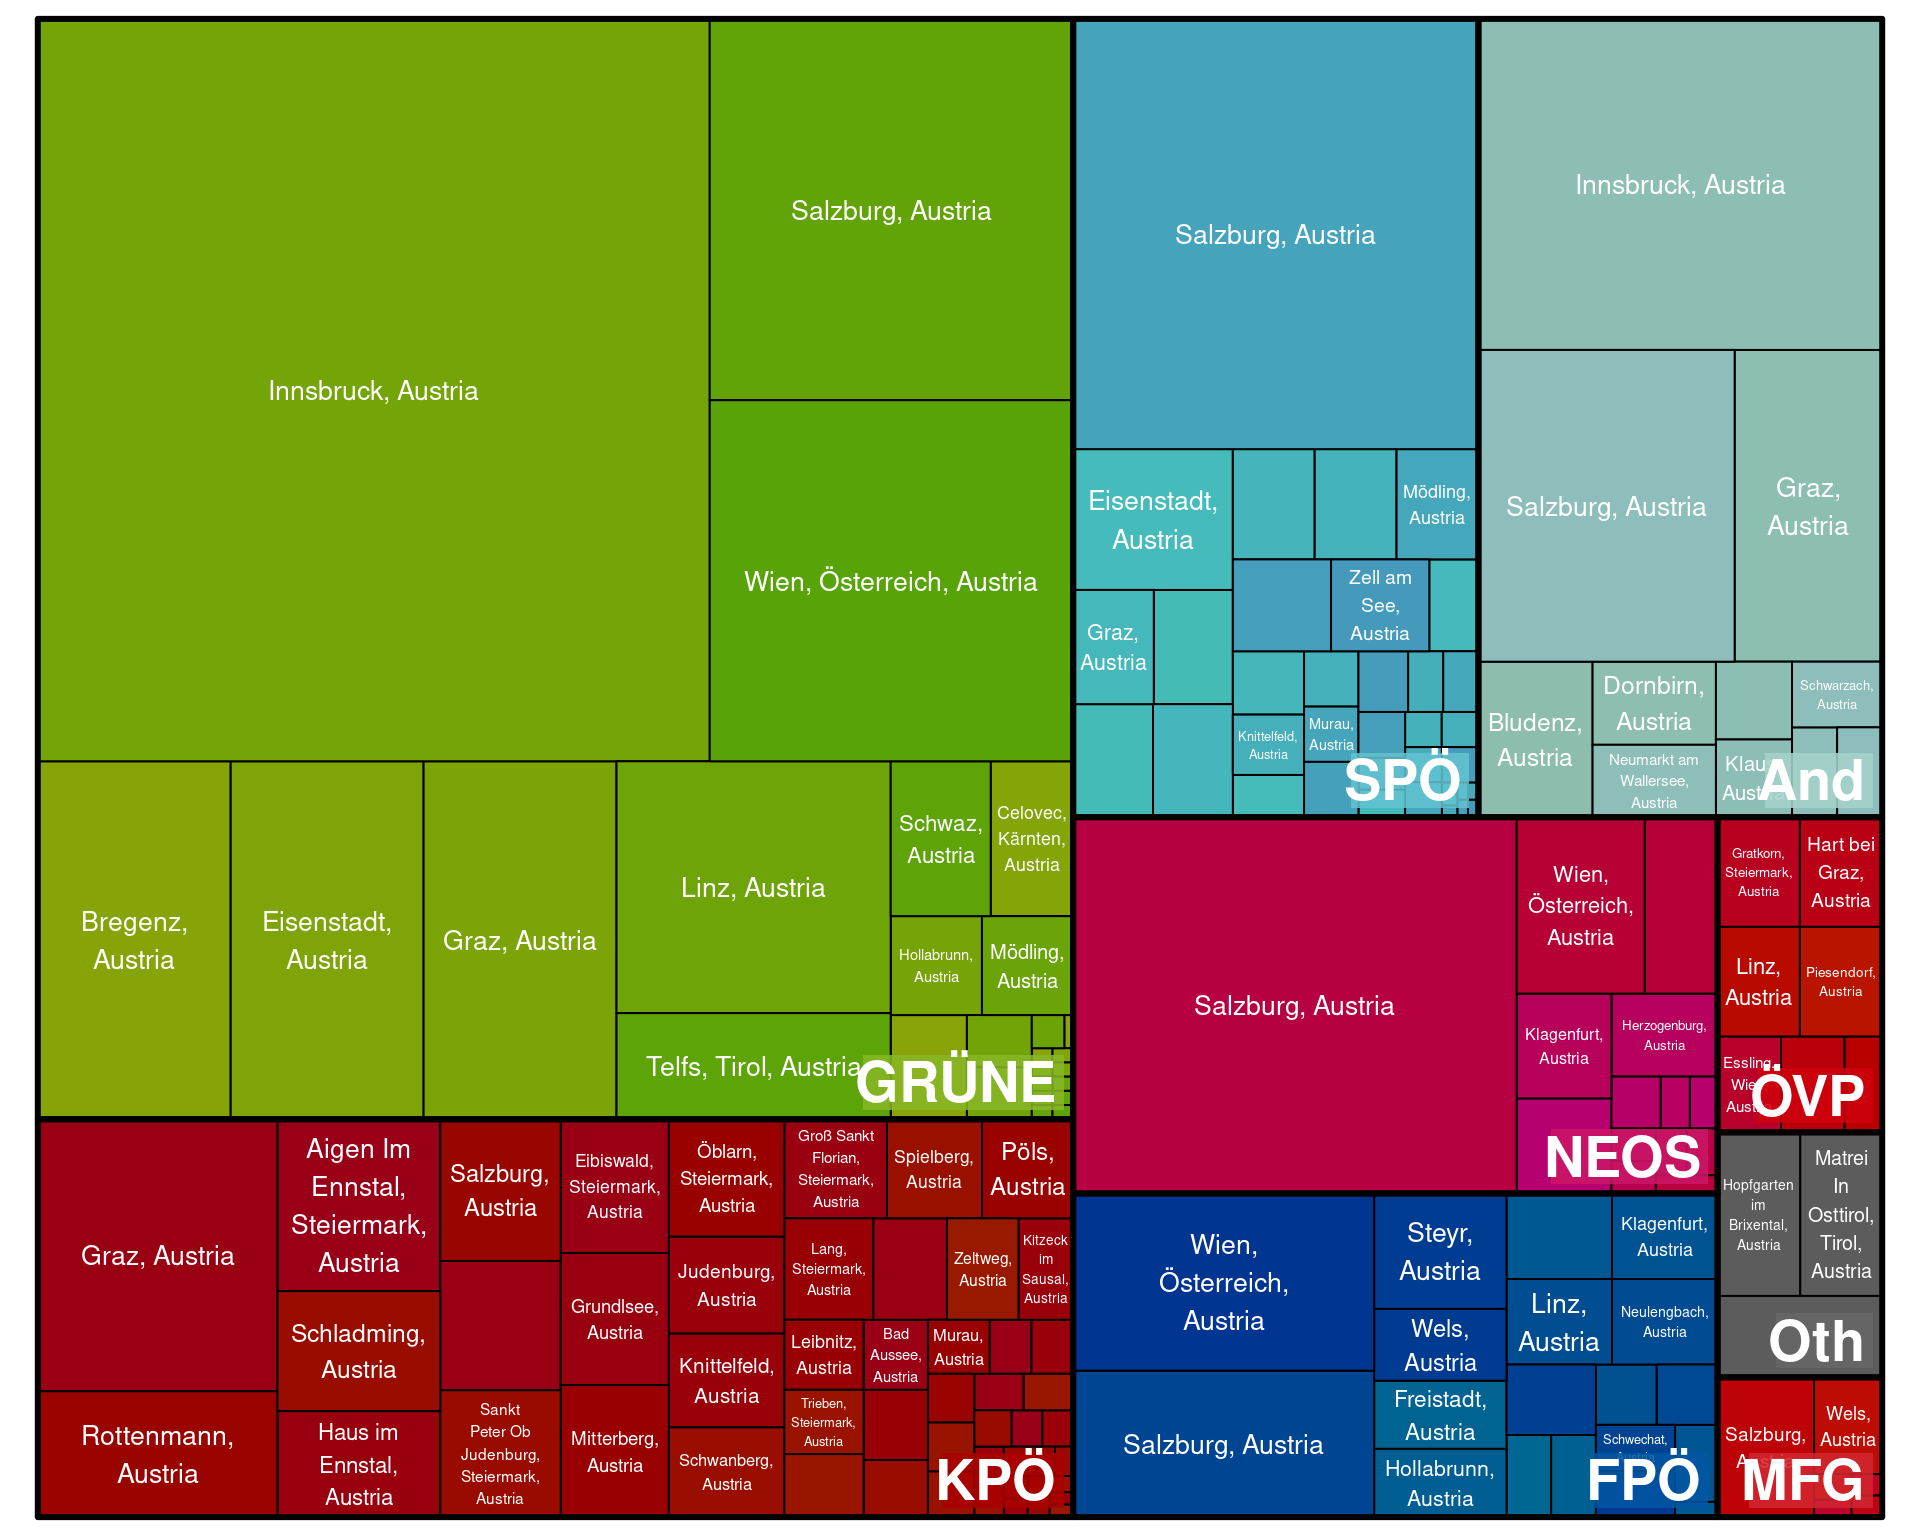 Innsbruck, Austria
Salzburg, Austria
Wien, Österreich, Austria
Bregenz,
Austria
Eisenstadt,
Austria
Graz, Austria
Linz, Austria
Telfs, Tirol, Austria
Schwaz,
Austria
Celovec,
Kärnten,
Austria
Hollabrunn,
Austria
Mödling,
Austria
GRÜNE
Salzburg, Austria
Eisenstadt,
Austria
Mödling,
Austria
Graz,
Austria
Zell am
See,
Austria
Knittelfeld,
Austria
Murau,
Austria
SPÖ
Innsbruck, Austria
Salzburg, Austria
Graz,
Austria
Bludenz,
Austria
Dornbirn,
Austria
Neumarkt am
Wallersee,
Austria
Schwarzach,
Austria
And
Graz, Austria
Rottenmann,
Austria
Aigen Im
Ennstal,
Steiermark,
Austria
Schladming,
Austria
Haus im
Ennstal,
Austria
Salzburg,
Austria
Sankt
Peter Ob
Judenburg,
Steiermark,
Austria
Eibiswald,
Steiermark,
Austria
Grundlsee,
Austria
Mitterberg,
Austria
Öblarn,
Steiermark,
Austria
Judenburg,
Austria
Knittelfeld,
Austria
Schwanberg,
Austria
Groß Sankt
Florian,
Steiermark,
Austria
Spielberg,
Austria
Pöls,
Austria
Lang,
Steiermark,
Austria
Zeltweg,
Austria
Kitzeck
im
Sausal,
Austria
Leibnitz,
Austria
Bad
Aussee,
Austria
Murau,
Austria
Trieben,
Steiermark,
Austria
KPÖ
Salzburg, Austria
Wien,
Österreich,
Austria
Klagenfurt,
Austria
Herzogenburg,
Austria
NEOS
Gratkorn,
Steiermark,
Austria
Hart bei
Graz,
Austria
Linz,
Austria
Piesendorf,
Austria
Essling,
ÖVP
Wien,
Österreich,
Austria
Salzburg, Austria
Steyr,
Austria
Wels,
Austria
Freistadt,
Austria
Hollabrunn,
Austria
Klagenfurt,
Austria
Linz,
Austria
Neulengbach,
Austria
Schwechat,
FPÖ
Hopfgarten
im
Brixental,
Austria
Matrei
In
Osttirol,
Tirol,
Austria
Oth
Salzburg,
Wels,
Austria
MFG